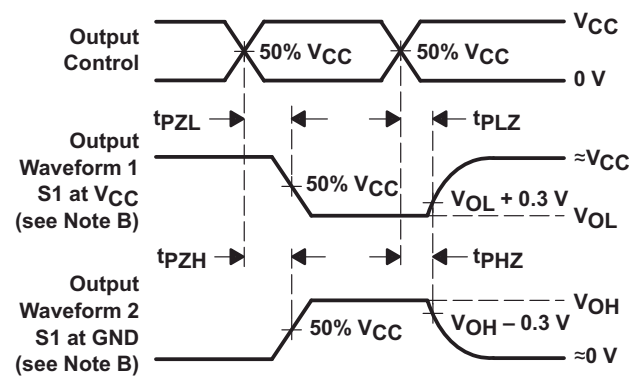 Output
Control
50% VCC
50% VCC
VCC
0 V
tPZL
tPLZ
Output
Waveform 1
S1 at VCC
(see Note B)
50% VCC
≈VCC
VOL + 0.3 V
VOL
tPZH
tPHZ
Output
Waveform 2
S1 at GND
(see Note B)
50% VCC
VOH
VOH – 0.3 V
≈0 V